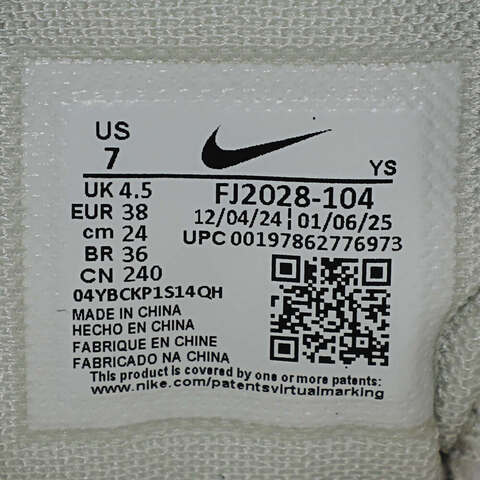 US
7
YS
UK 4.5
EUR 38
cm 24
BR 36
CN 240
FJ2028-104
12/04/24 | 01/06/25
UPC 00197862776973
04YBCKP1S14QH
MADE IN CHINA
HECHO EN CHINA
FABRIQUE EN CHINE
FABRICADO NA CHINA
This product is covered by one or more patents:
www.nike.com/patentsvirtualmarking